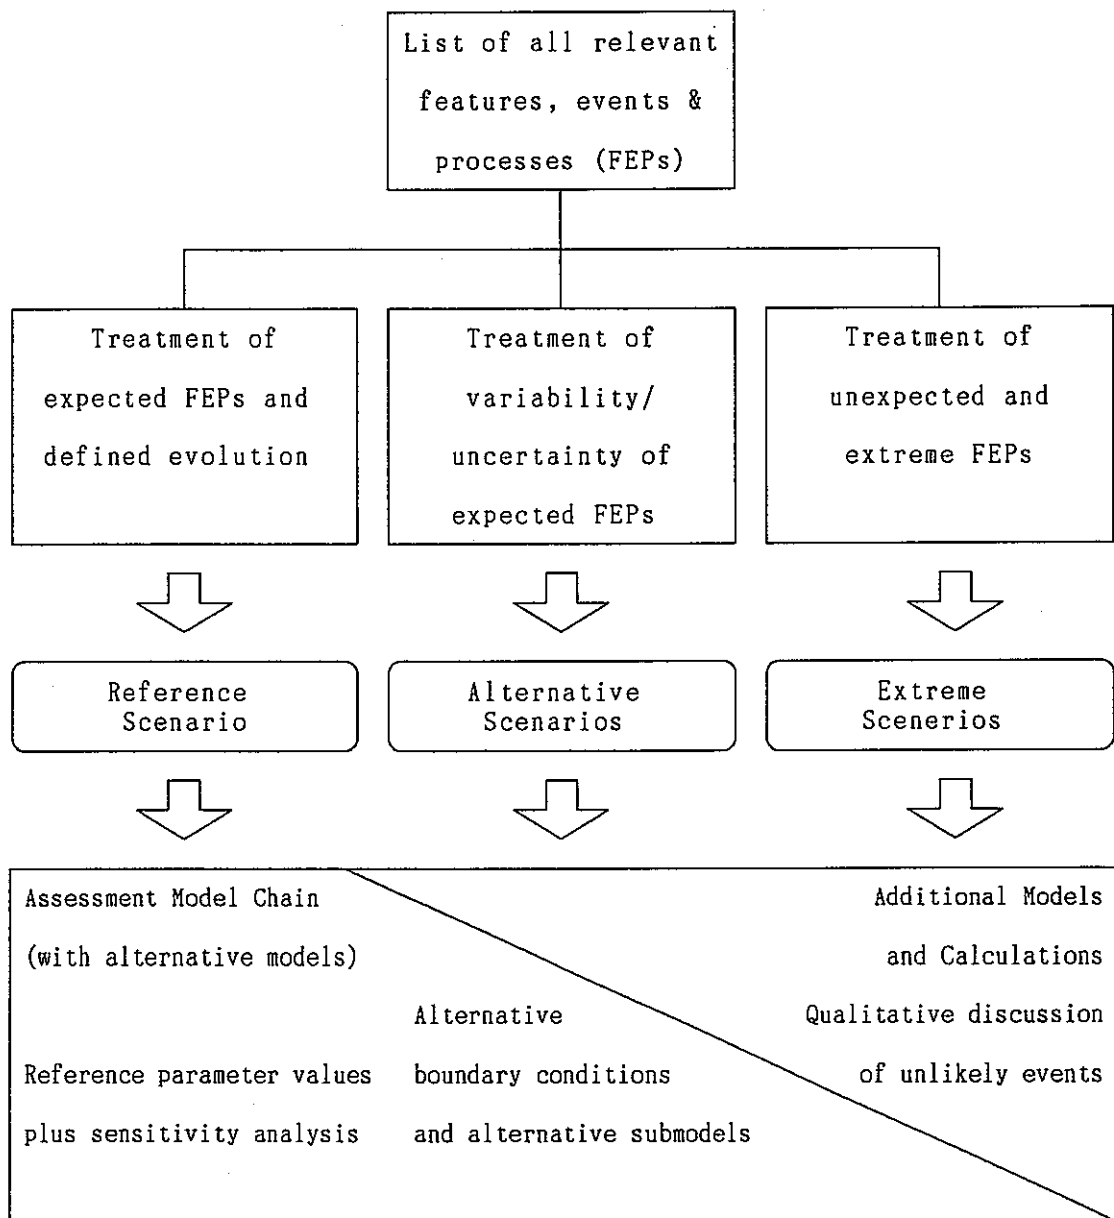 List of all relevant
features, events &
processes (FEPs)
Treatment of
expected FEPs and
defined evolution
Treatment of
variability/
uncertainty of
expected FEPs
Treatment of
unexpected and
extreme FEPs
Reference
Scenario
Alternative
Scenarios
Extreme
Scenerios
Assessment Model Chain
(with alternative models)
Reference parameter values
plus sensitivity analysis
Alternative
boundary conditions
and alternative submodels
Additional Models
and Calculations
Qualitative discussion
of unlikely events